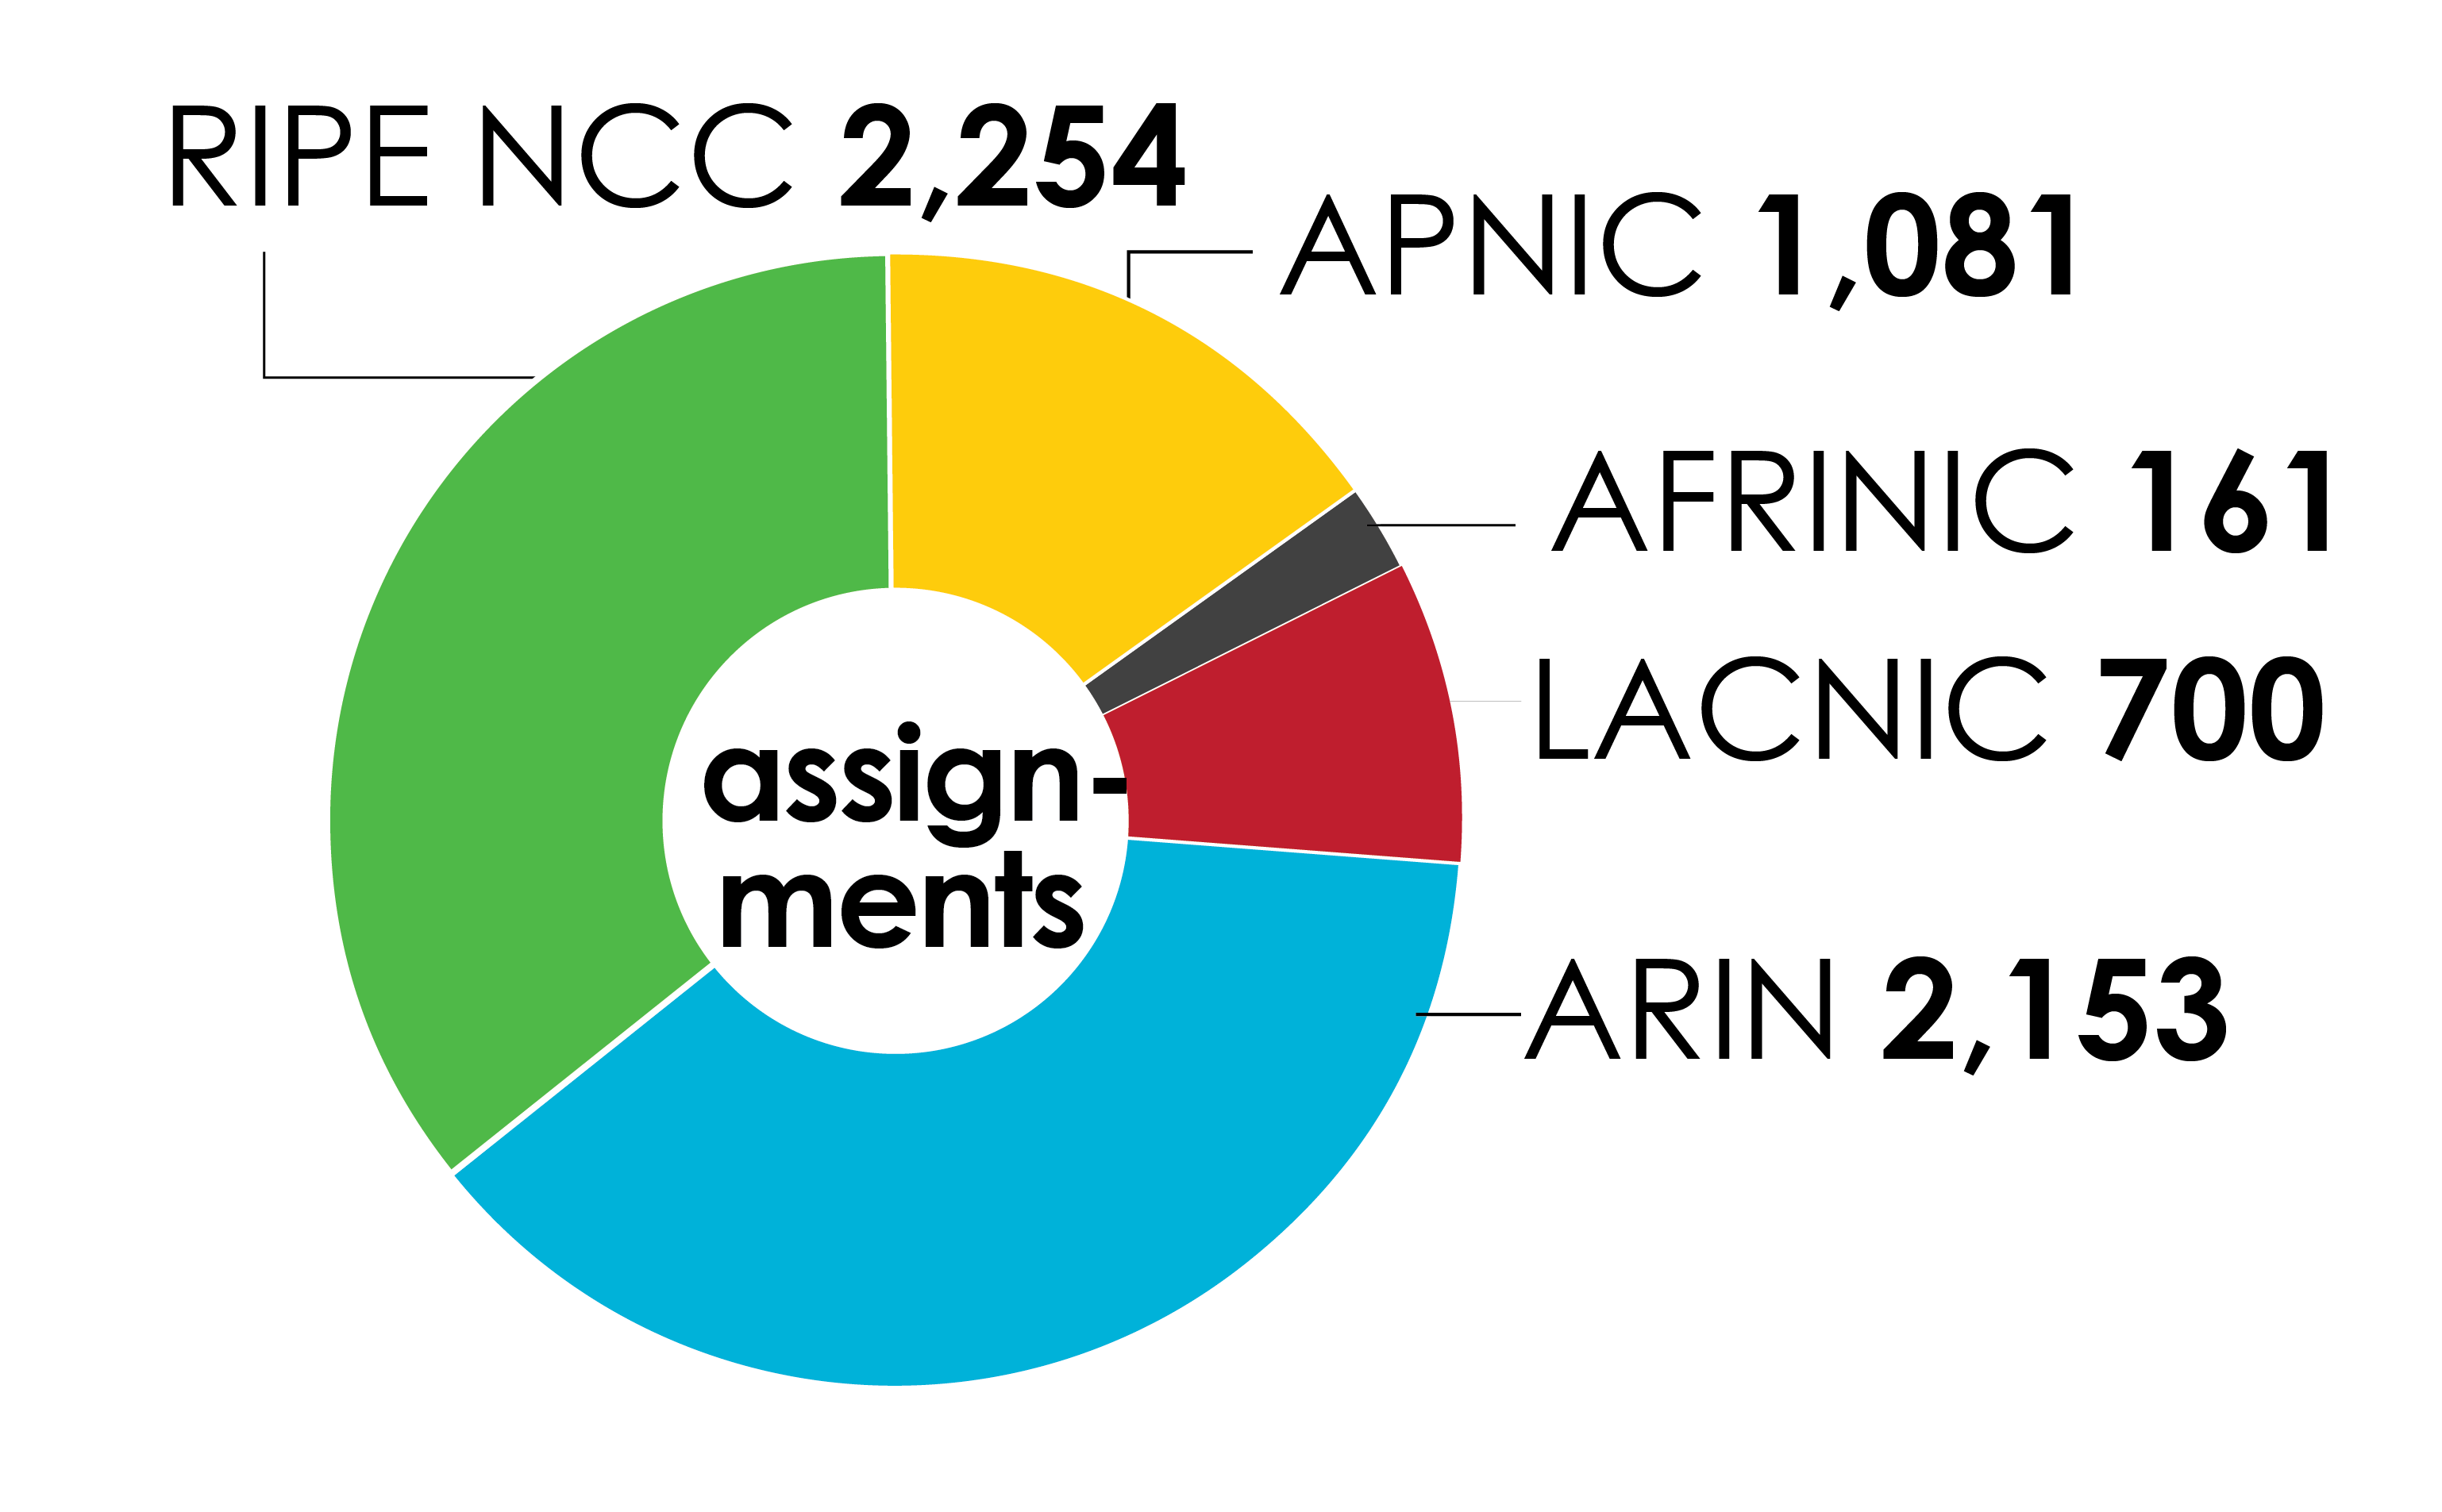 RIPE NCC 2,254
APNIC 1,081
AFRINIC 161
LACNIC 700
assign-
ments
ARIN 2,153